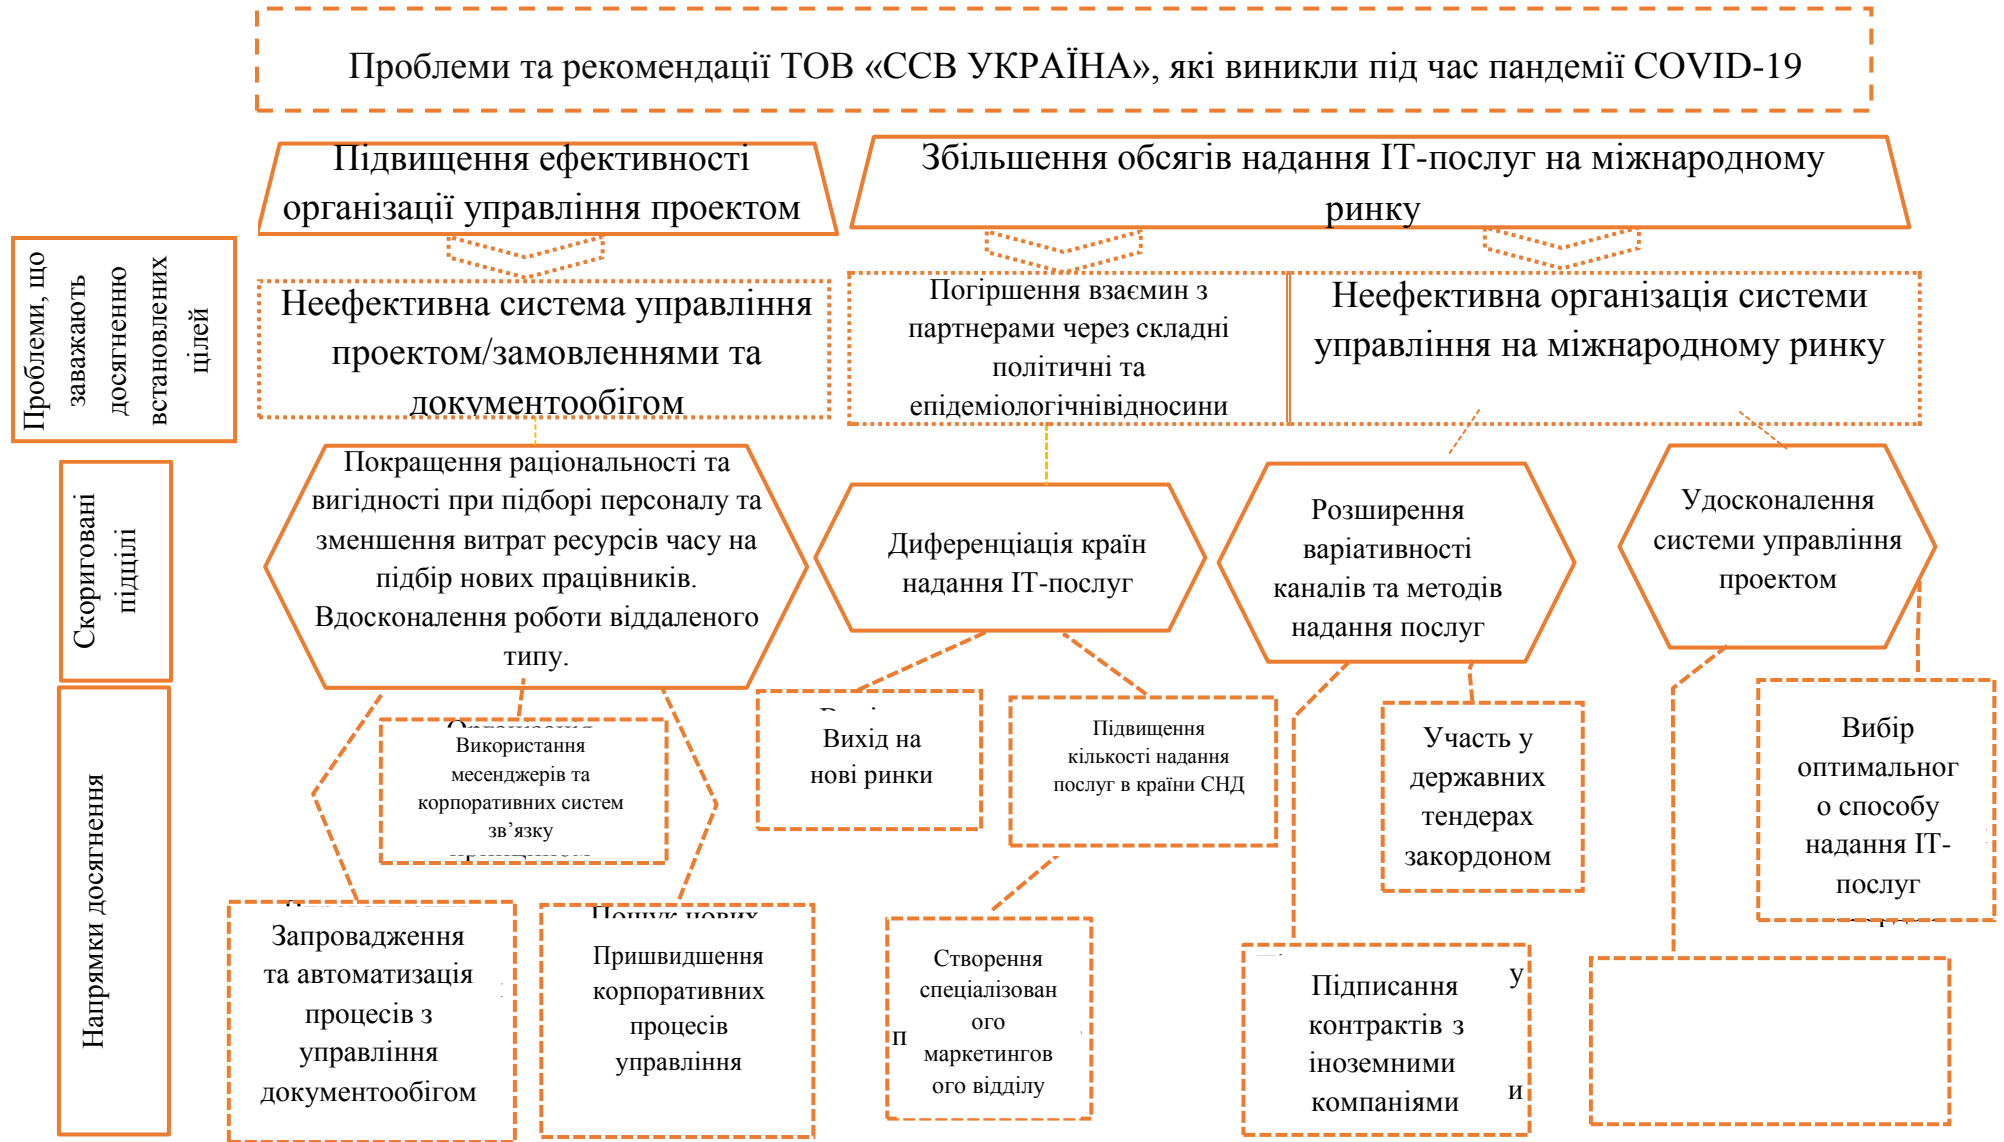 Проблеми та рекомендації ТОВ «ССВ УКРАЇНА», які виникли під час пандемії COVID-19
Підвищення ефективності
організації управління проектом
Збільшення обсягів надання ІТ-послуг на міжнародному
ринку
Проблеми, що
заважають
досягненню
встановлених
цілей
Неефективна система управління
проектом/замовленнями та
документообігом
Погіршення взаємин з
партнерами через складні
політичні та
епідеміологічнівідносини
Неефективна організація системи
управління на міжнародному ринку
Скориговані
підцілі
Покращення раціональності та
вигідності при підборі персоналу та
зменшення витрат ресурсів часу на
підбір нових працівників.
Вдосконалення роботи віддаленого
типу.
Диференціація країн
надання ІТ-послуг
Розширення
варіативності
каналів та методів
надання послуг
Удосконалення
системи управління
проектом
Напрямки досягнення
Використання
месенджерів та
корпоративних систем
зв’язку
Вихід на
нові ринки
Підвищення
кількості надання
послуг в країни СНД
Участь у
державних
тендерах
закордоном
Вибір
оптимальног
о способу
надання ІТ-
послуг
Запровадження
та автоматизація
процесів з
управління
документообігом
Пошук нових
Пришвидшення
корпоративних
процесів
управління
Створення
спеціалізован
ого
п
маркетингов
ого відділу
Підписання
у
контрактів з
іноземними
компаніями
и